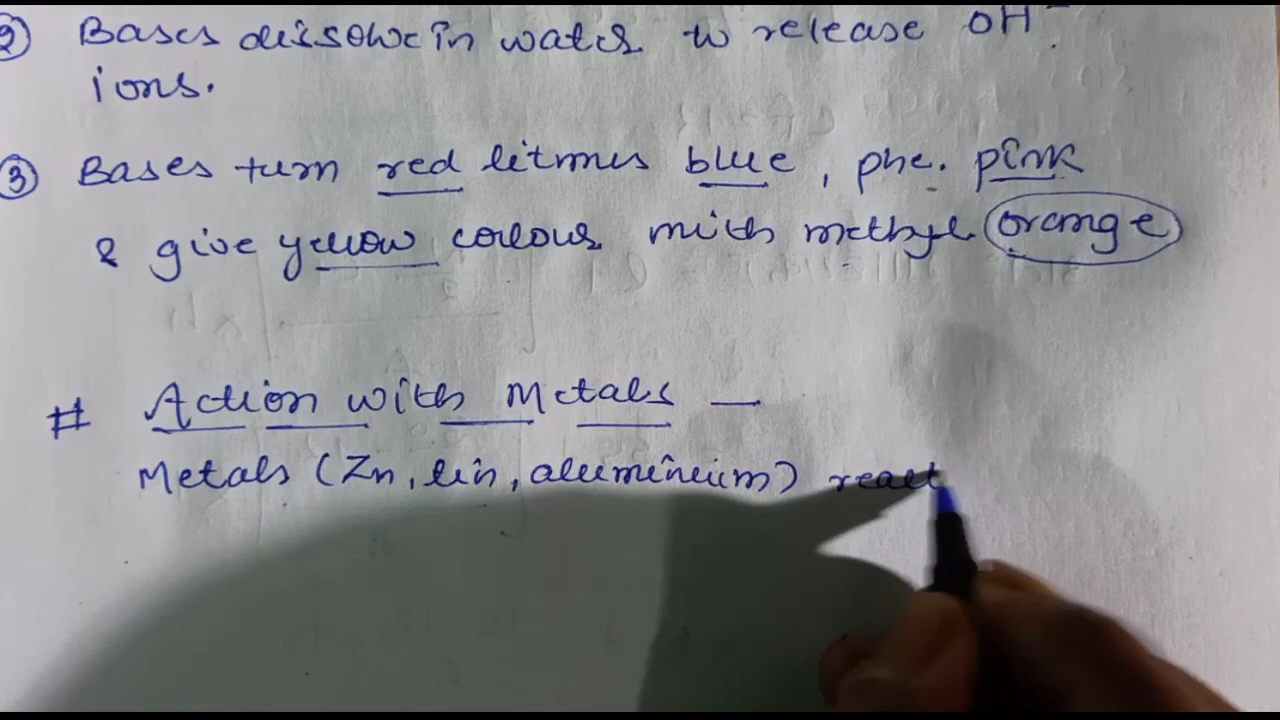 2) Bases dissolve in water to release OH⁻
ions.
3) Bases turn red litmus blue, phe. pink
& give yellow colour with methyl orange
# Action with Metals —
Metals (Zn, tin, aluminium) react